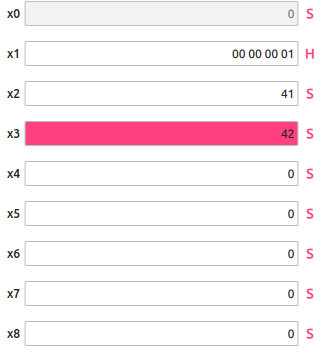 x0 0 S
x1 00 00 00 01 H
x2 41 S
x3 42 S
x4 0 S
x5 0 S
x6 0 S
x7 0 S
x8 0 S